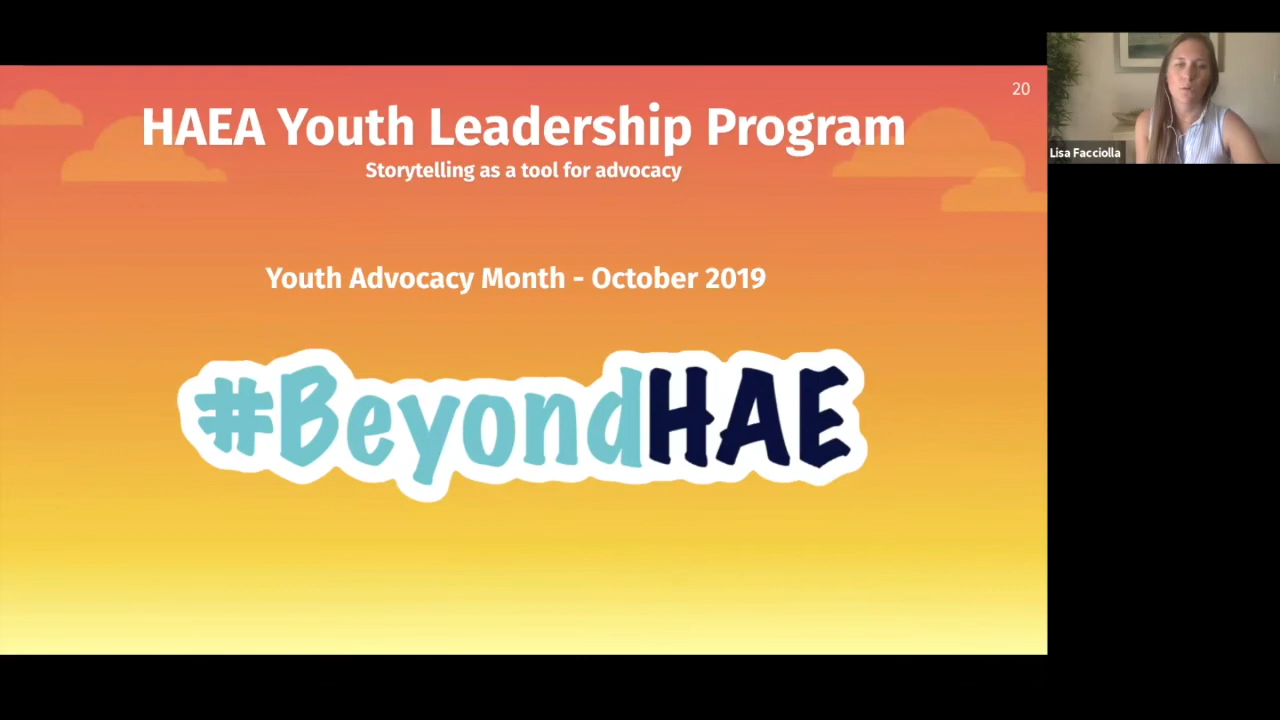 20
HAEA Youth Leadership Program
Storytelling as a tool for advocacy
Youth Advocacy Month - October 2019
#BeyondHAE
Lisa Facciolla